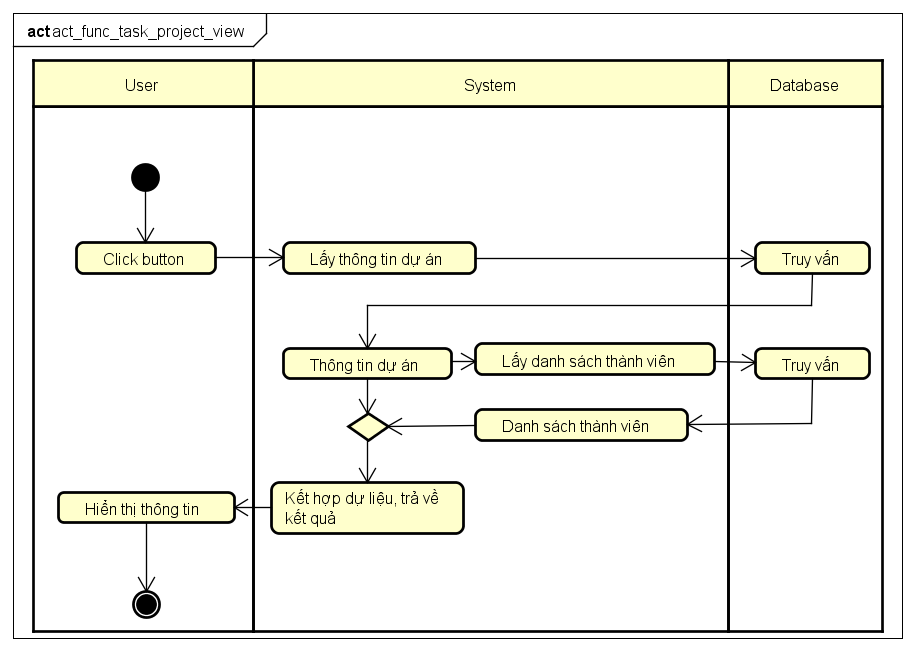 act act_func_task_project_view
User
System
Database
Click button
Lấy thông tin dự án
Truy vấn
Thông tin dự án
Lấy danh sách thành viên
Truy vấn
Danh sách thành viên
Kết hợp dự liệu, trả về
kết quả
Hiển thị thông tin